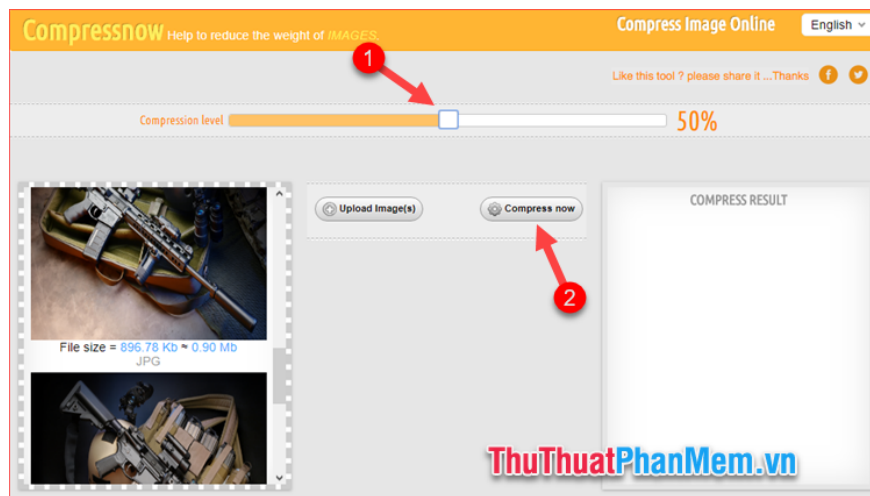 Compressnow Help to reduce the weight of IMAGES.
Compress Image Online
English
1
Like this tool ? please share it ...Thanks
Compression level
50%
Upload Image(s)
Compress now
COMPRESS RESULT
2
File size = 896.78 Kb ≈ 0.90 Mb
JPG
ThuThuatPhanMem.vn